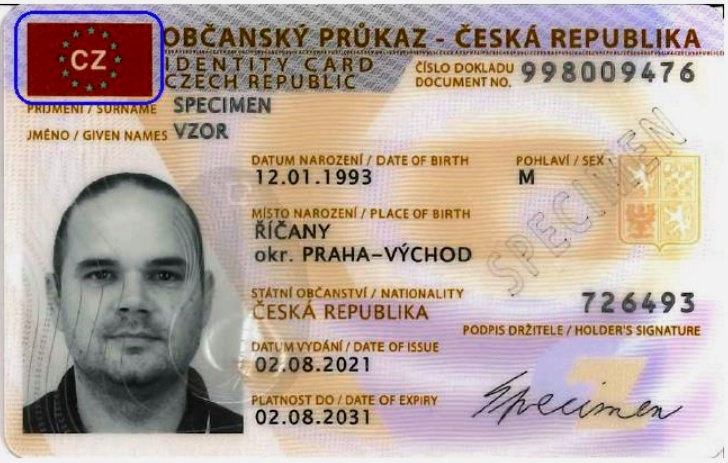 CZ
OBČANSKÝ PRŮKAZ - ČESKÁ REPUBLIKA
IDENTITY CARD
CZECH REPUBLIC
ČÍSLO DOKLADU
DOCUMENT NO.
998009476
PŘÍJMENÍ / SURNAME SPECIMEN
JMÉNO / GIVEN NAMES VZOR
DATUM NAROZENÍ / DATE OF BIRTH
12.01.1993
POHLAVÍ / SEX
M
MÍSTO NAROZENÍ / PLACE OF BIRTH
ŘÍČANY
okr. PRAHA–VÝCHOD
SPECIMEN
STÁTNÍ OBČANSTVÍ / NATIONALITY
ČESKÁ REPUBLIKA
726493
PODPIS DRŽITELE / HOLDER'S SIGNATURE
DATUM VYDÁNÍ / DATE OF ISSUE
02.08.2021
PLATNOST DO / DATE OF EXPIRY
02.08.2031
Specimen